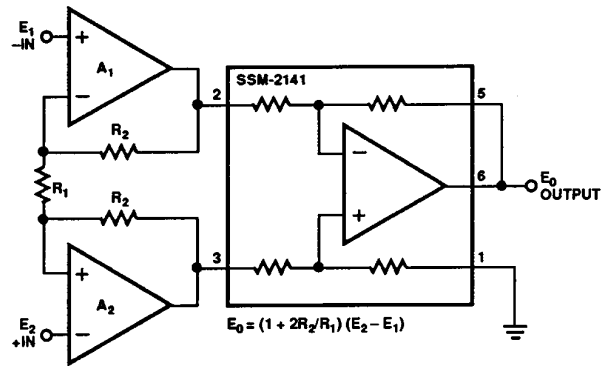 E1
–IN
+
A1
–
SSM-2141
2
5
R2
R1
–
6
E0
OUTPUT
R2
+
+
3
1
A2
E2
+IN
–
E0 = (1 + 2R2/R1) (E2 – E1)